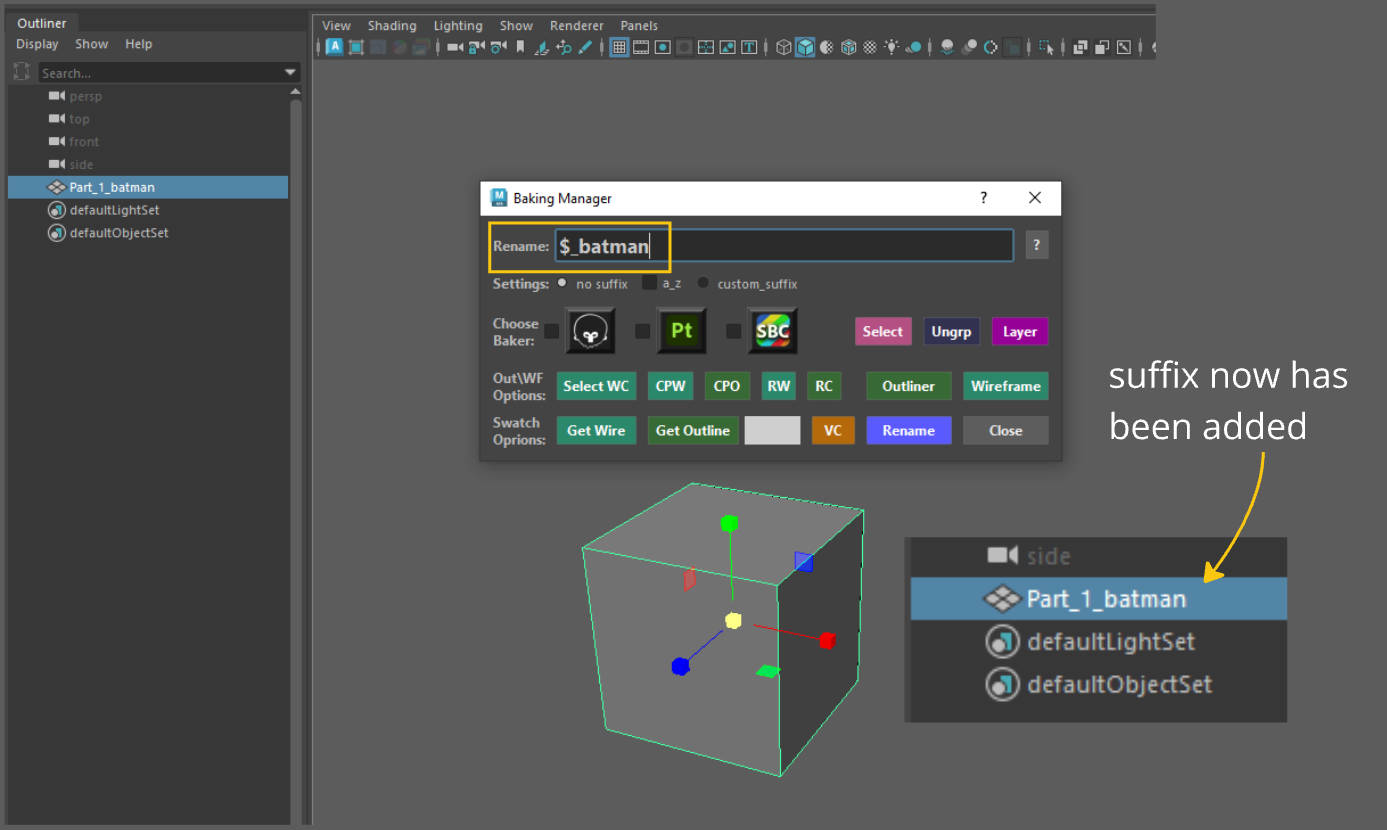 Outliner
Display Show Help
Search...
persp
top
front
side
Part_1_batman
defaultLightSet
defaultObjectSet
View Shading Lighting Show Renderer Panels
A
T
M
Baking Manager ?
Rename: $_batman ?
Settings: no suffix a_z custom_suffix
Choose
Baker: Pt SBC Select Ungrp Layer
Out\WF
Options: Select WC CPW CPO RW RC Outliner Wireframe
Swatch
Oprions: Get Wire Get Outline VC Rename Close
suffix now has
been added
side
Part_1_batman
defaultLightSet
defaultObjectSet